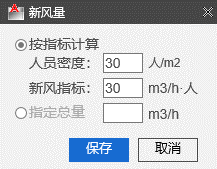 新风量
按指标计算
人员密度： 30 人/m2
新风指标： 30 m3/h·人
指定总量 m3/h
保存 取消